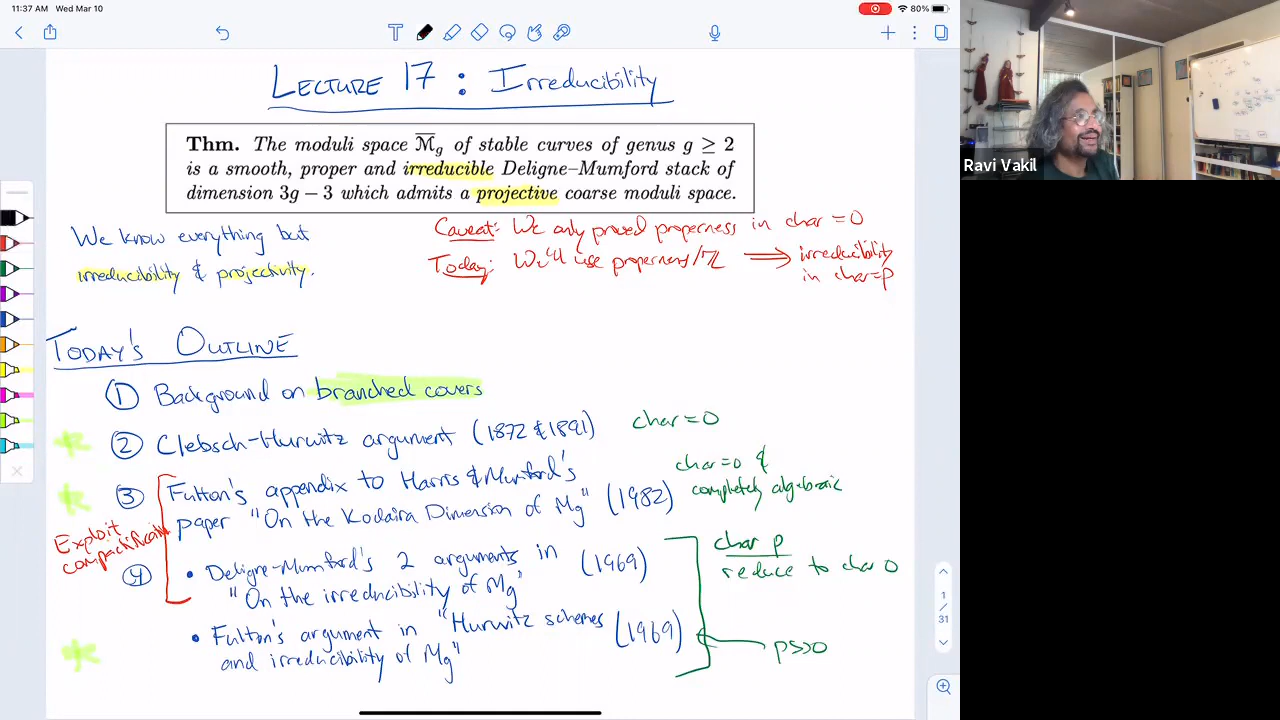 11:37 AM Wed Mar 10
80%
LECTURE 17 : Irreducibility
Thm. The moduli space M̅g of stable curves of genus g ≥ 2
is a smooth, proper and irreducible Deligne–Mumford stack of
dimension 3g − 3 which admits a projective coarse moduli space.
We know everything but
irreducibility & projectivity.
Caveat: We only proved properness in char = 0
Today: We'll use properness/ℤ ⟹ irreducibility
in char = p
TODAY'S OUTLINE
① Background on branched covers
② Clebsch-Hurwitz argument (1872 & 1891) char = 0
③ Fulton's appendix to Harris & Mumford's
paper "On the Kodaira Dimension of Mg" (1982)
char = 0 &
completely algebraic
Exploit
compactification
④ • Deligne-Mumford's 2 arguments in
"On the irreducibility of Mg" (1969)
• Fulton's argument in "Hurwitz schemes
and irreducibility of Mg" (1969)
char p
reduce to char 0
p>>0
1
/
31
Ravi Vakil